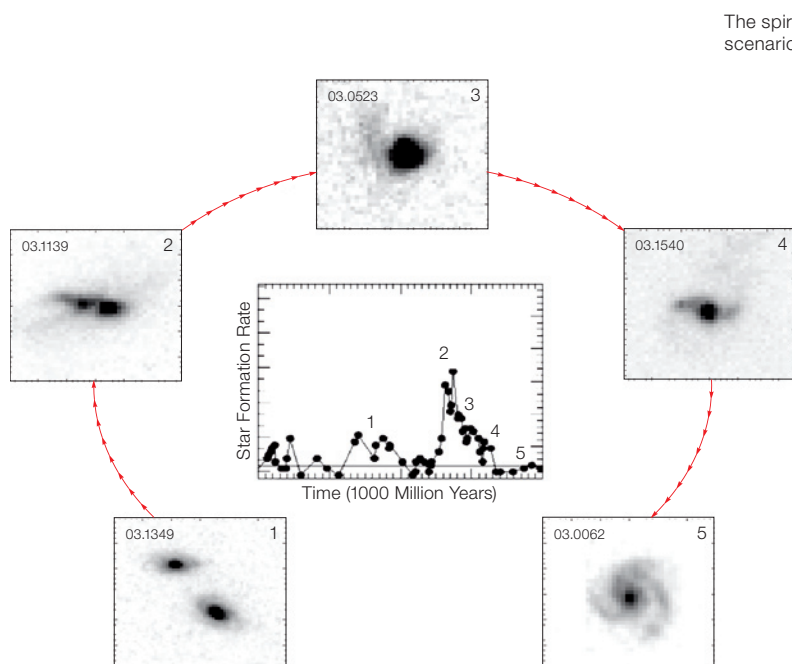 The spir
scenario
03.0523 3
03.1139 2
03.1540 4
Star Formation Rate
2
1
3
4
5
Time (1000 Million Years)
03.1349 1
03.0062 5